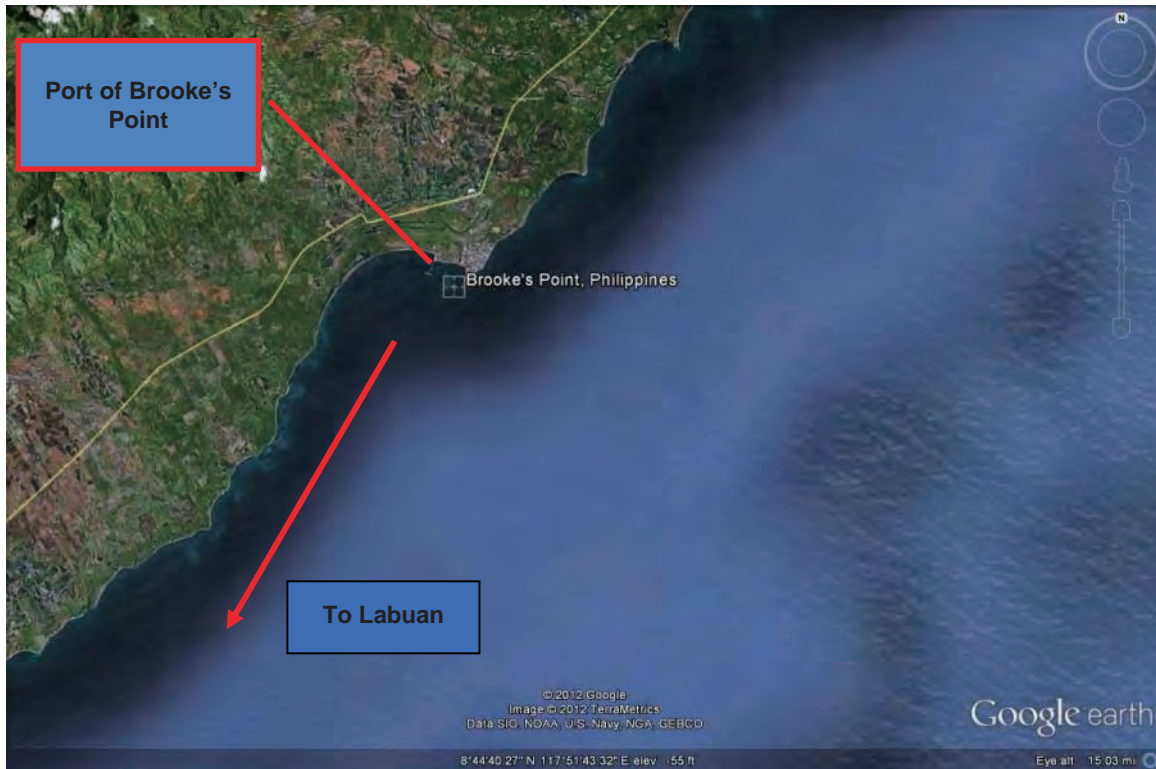 N
Port of Brooke's
Point
Brooke's Point, Philippines
To Labuan
© 2012 Google
Image © 2012 TerraMetrics
Data SIO, NOAA, U.S. Navy, NGA, GEBCO
Google earth
8°44'40.27" N 117°51'43.32" E elev -55 ft
Eye alt 15.03 mi